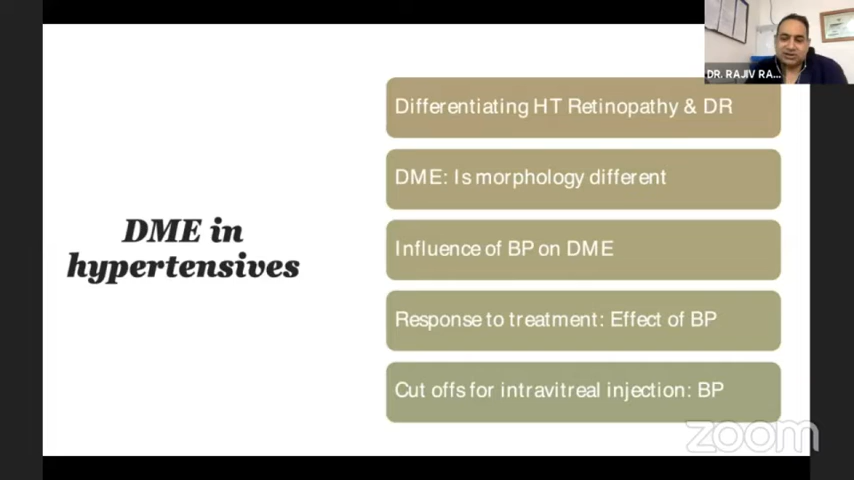 DR. RAJIV RA...
Differentiating HT Retinopathy & DR
DME: Is morphology different
DME in
hypertensives
Influence of BP on DME
Response to treatment: Effect of BP
Cut offs for intravitreal injection: BP
zoom